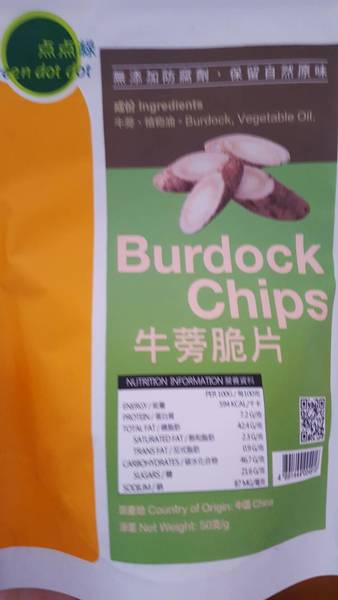 点点綠
een dot dot
無添加防腐劑，保留自然原味
成份 Ingredients
牛蒡、植物油。Burdock, Vegetable Oil.
Burdock
Chips
牛蒡脆片
NUTRITION INFORMATION 營養資料
PER 100G / 每100克
ENERGY / 能量 594 KCAL/千卡
PROTEIN / 蛋白質 7.2 G/克
TOTAL FAT / 總脂肪 42.4 G/克
SATURATED FAT / 飽和脂肪 2.3 G/克
TRANS FAT / 反式脂肪 0.9 G/克
CARBOHYDRATES / 碳水化合物 46.7 G/克
SUGARS / 糖 21.6 G/克
SODIUM / 鈉 87 MG/毫克
原產地 Country of Origin: 中國 China
淨重 Net Weight: 50克/g